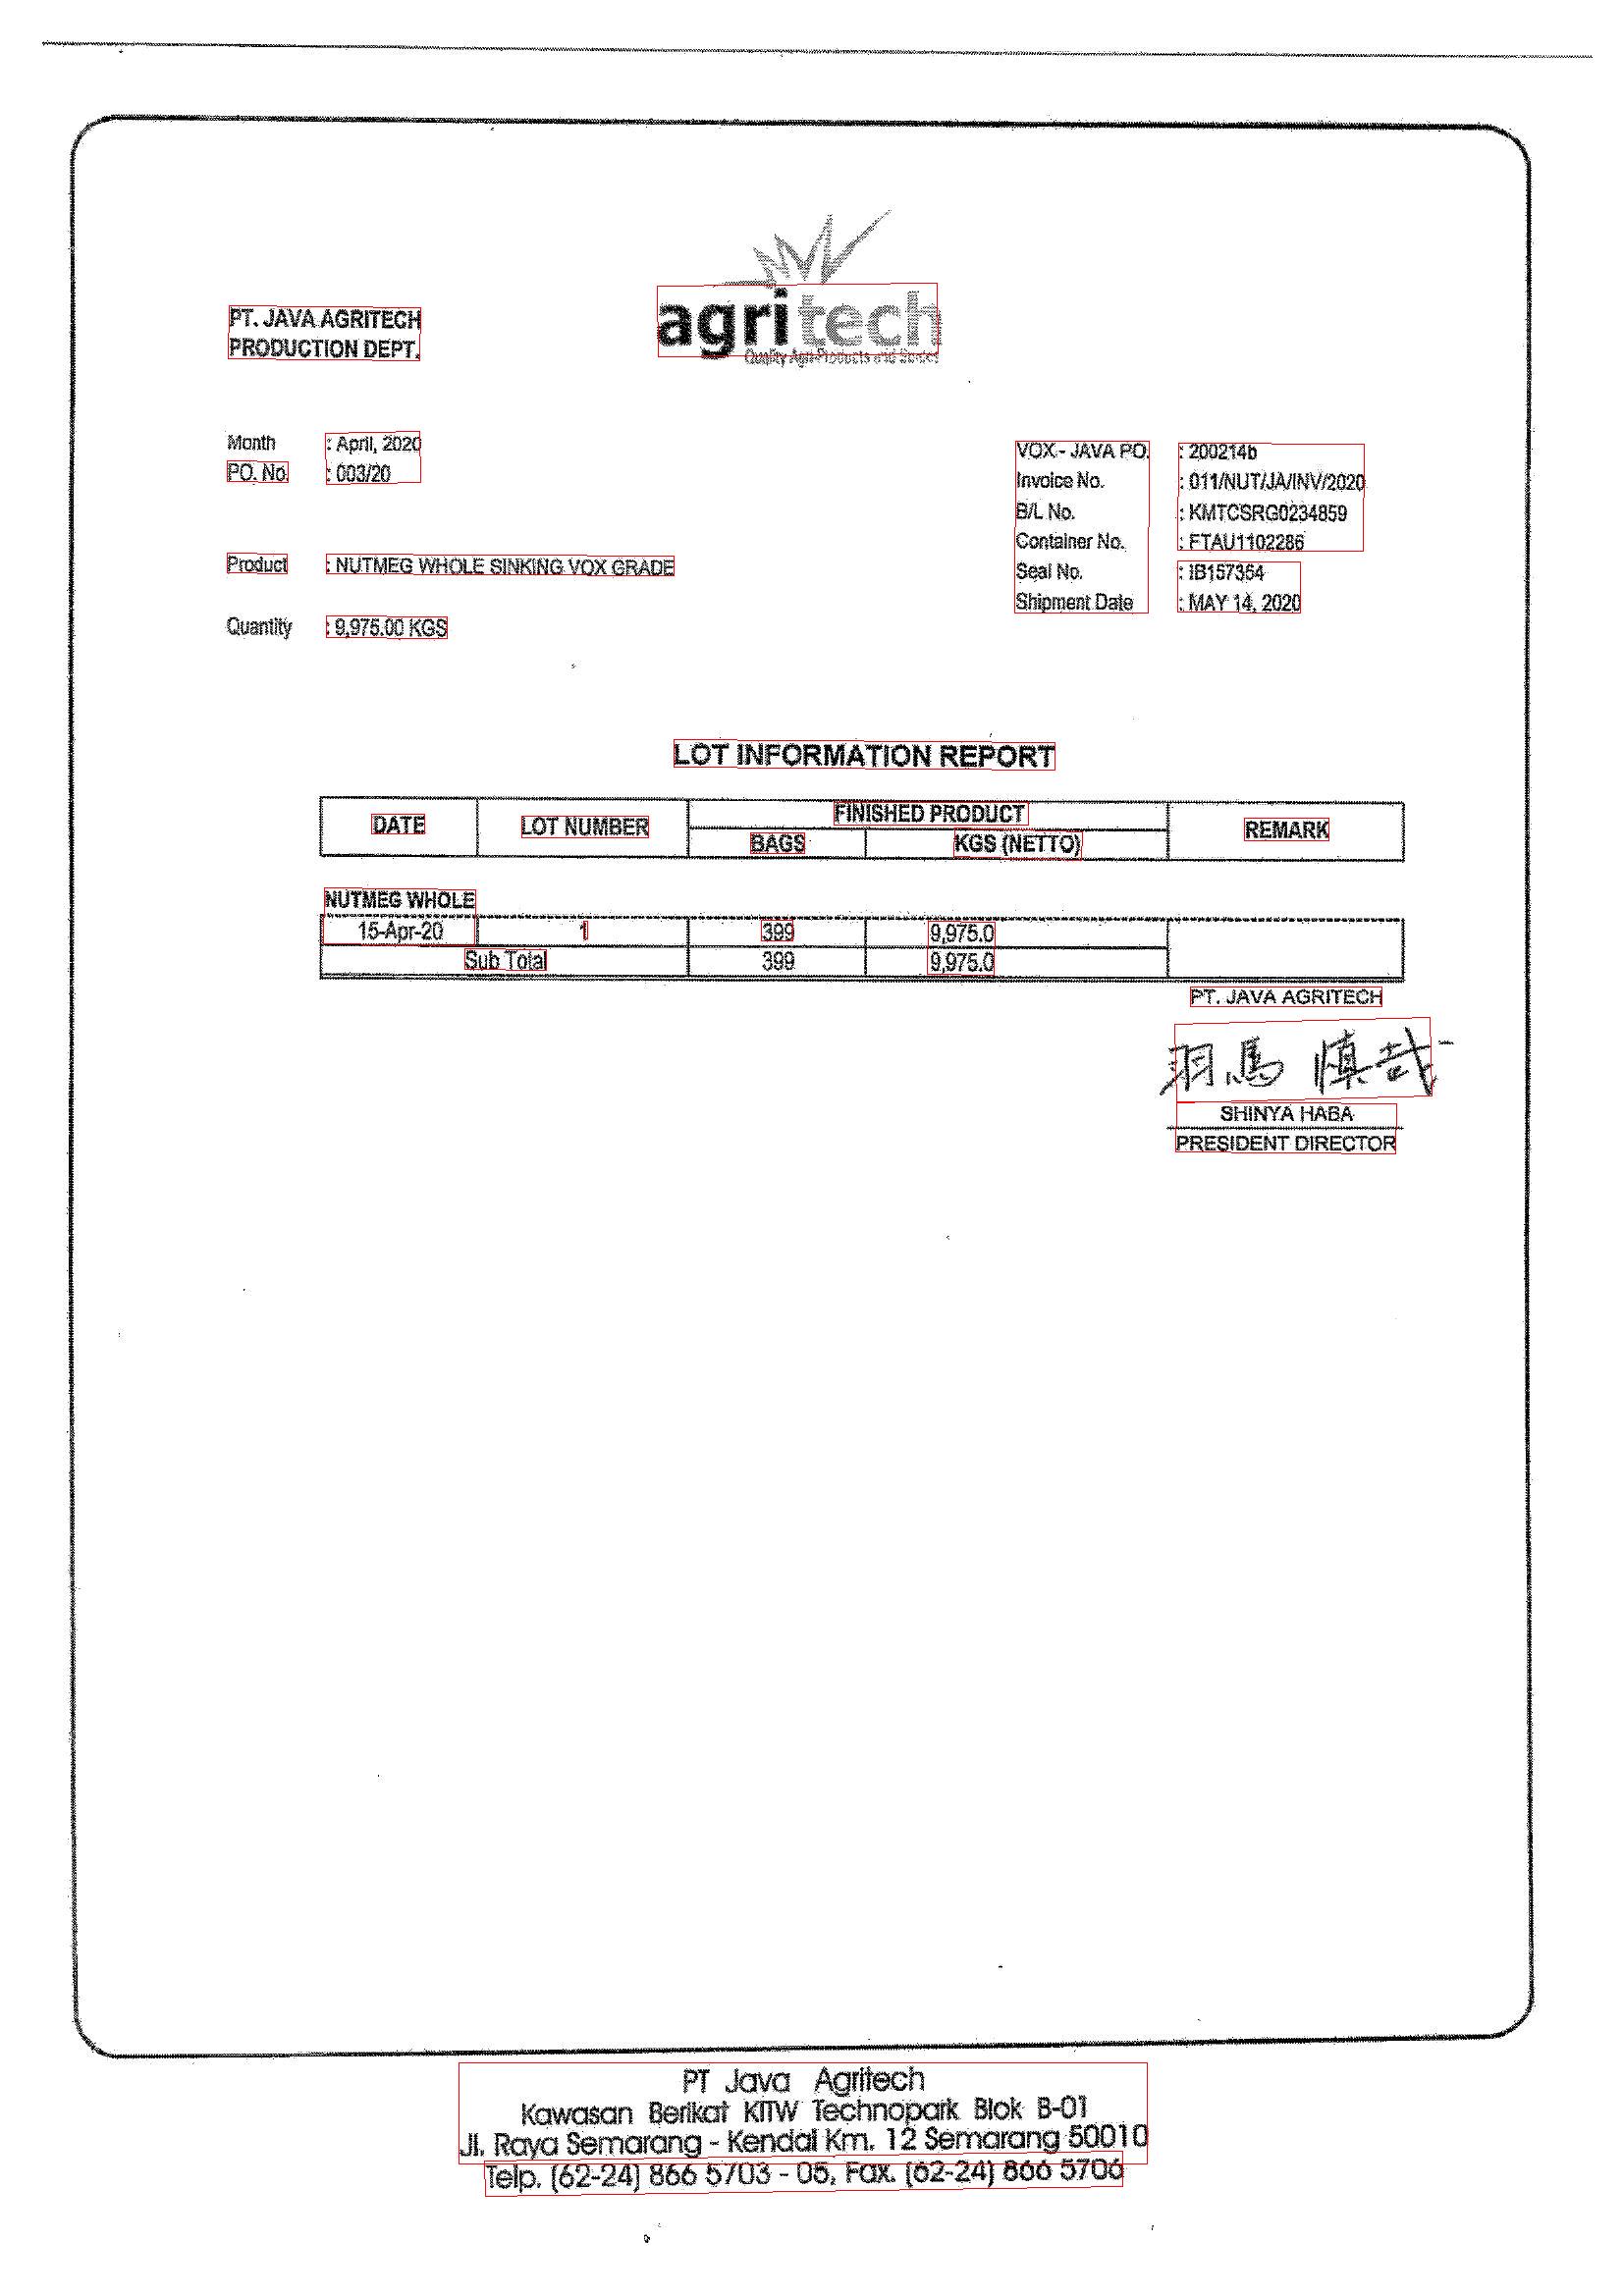 agritech
Quality Agri-Products and Spices
PT. JAVA AGRITECH
PRODUCTION DEPT.
Month : April, 2020
PO. No. : 003/20
Product : NUTMEG WHOLE SINKING VOX GRADE
Quantity : 9,975.00 KGS
VOX - JAVA PO. : 200214b
Invoice No. : 011/NUT/JA/INV/2020
B/L No. : KMTCSRG0234859
Container No. : FTAU1102286
Seal No. : IB157354
Shipment Date : MAY 14, 2020
LOT INFORMATION REPORT
DATE LOT NUMBER FINISHED PRODUCT REMARK
BAGS KGS (NETTO)
NUTMEG WHOLE
15-Apr-20 1 399 9,975.0
Sub Total 399 9,975.0
PT. JAVA AGRITECH
羽馬 慎哉
SHINYA HABA
PRESIDENT DIRECTOR
PT Java Agritech
Kawasan Berikat KITW Technopark Blok B-01
Jl. Raya Semarang - Kendal Km. 12 Semarang 50010
Telp. (62-24) 866 5703 - 05, Fax. (62-24) 866 5706